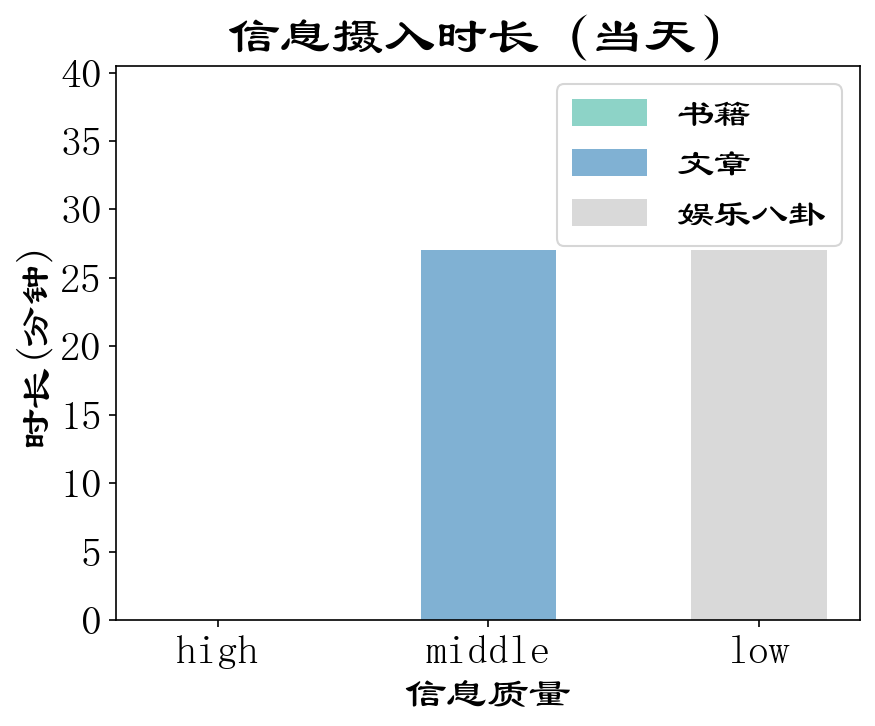 信息摄入时长（当天）
40
35
30
25
20
15
10
5
0
时长(分钟)
书籍
文章
娱乐八卦
high middle low
信息质量